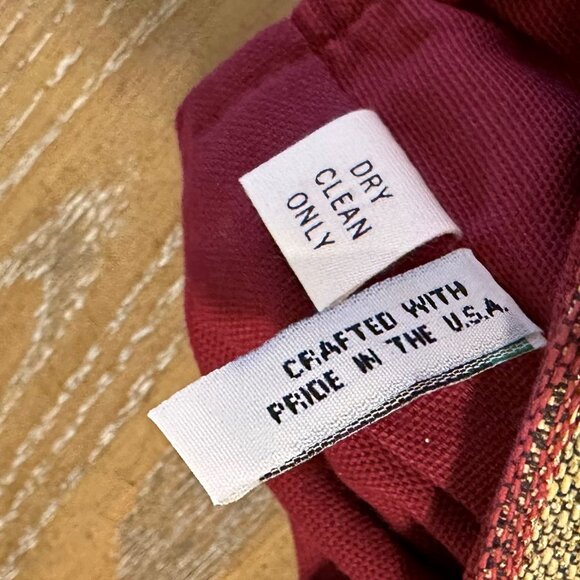 DRY
CLEAN
ONLY
CRAFTED WITH
PRIDE IN THE U.S.A.